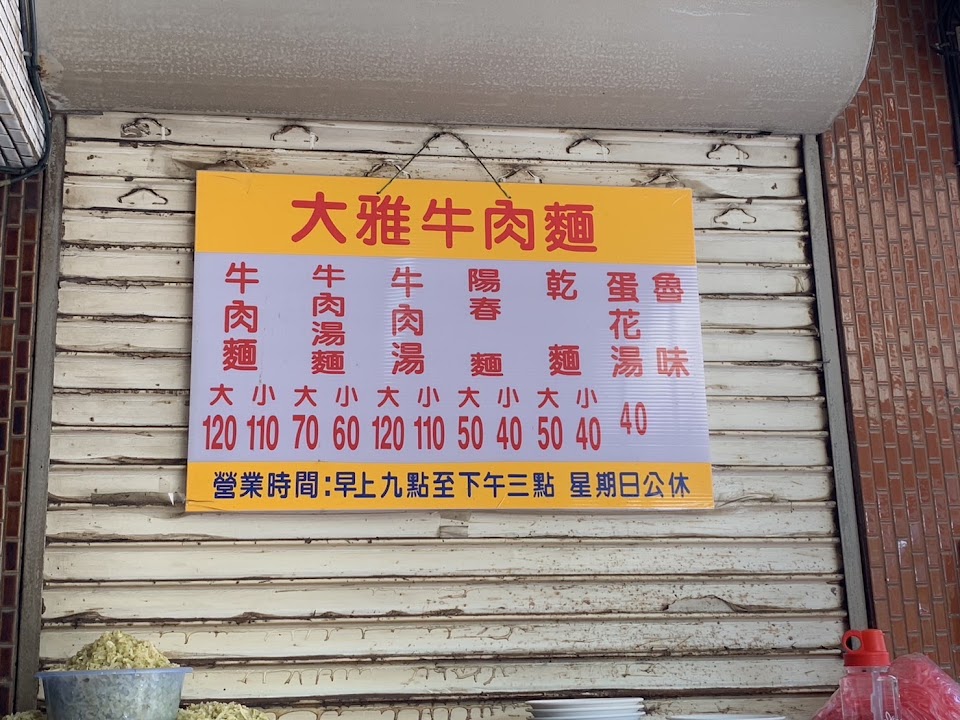 大雅牛肉麵
牛肉麵
牛肉湯麵
牛肉湯
陽春麵
乾麵
蛋花湯
魯味
大 小 大 小 大 小 大 小 大 小
120 110 70 60 120 110 50 40 50 40 40
營業時間:早上九點至下午三點 星期日公休